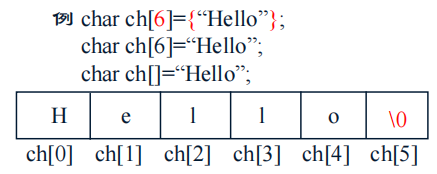 例 char ch[6]={“Hello”};
char ch[6]=“Hello”;
char ch[]=“Hello”;
H e l l o \0
ch[0] ch[1] ch[2] ch[3] ch[4] ch[5]